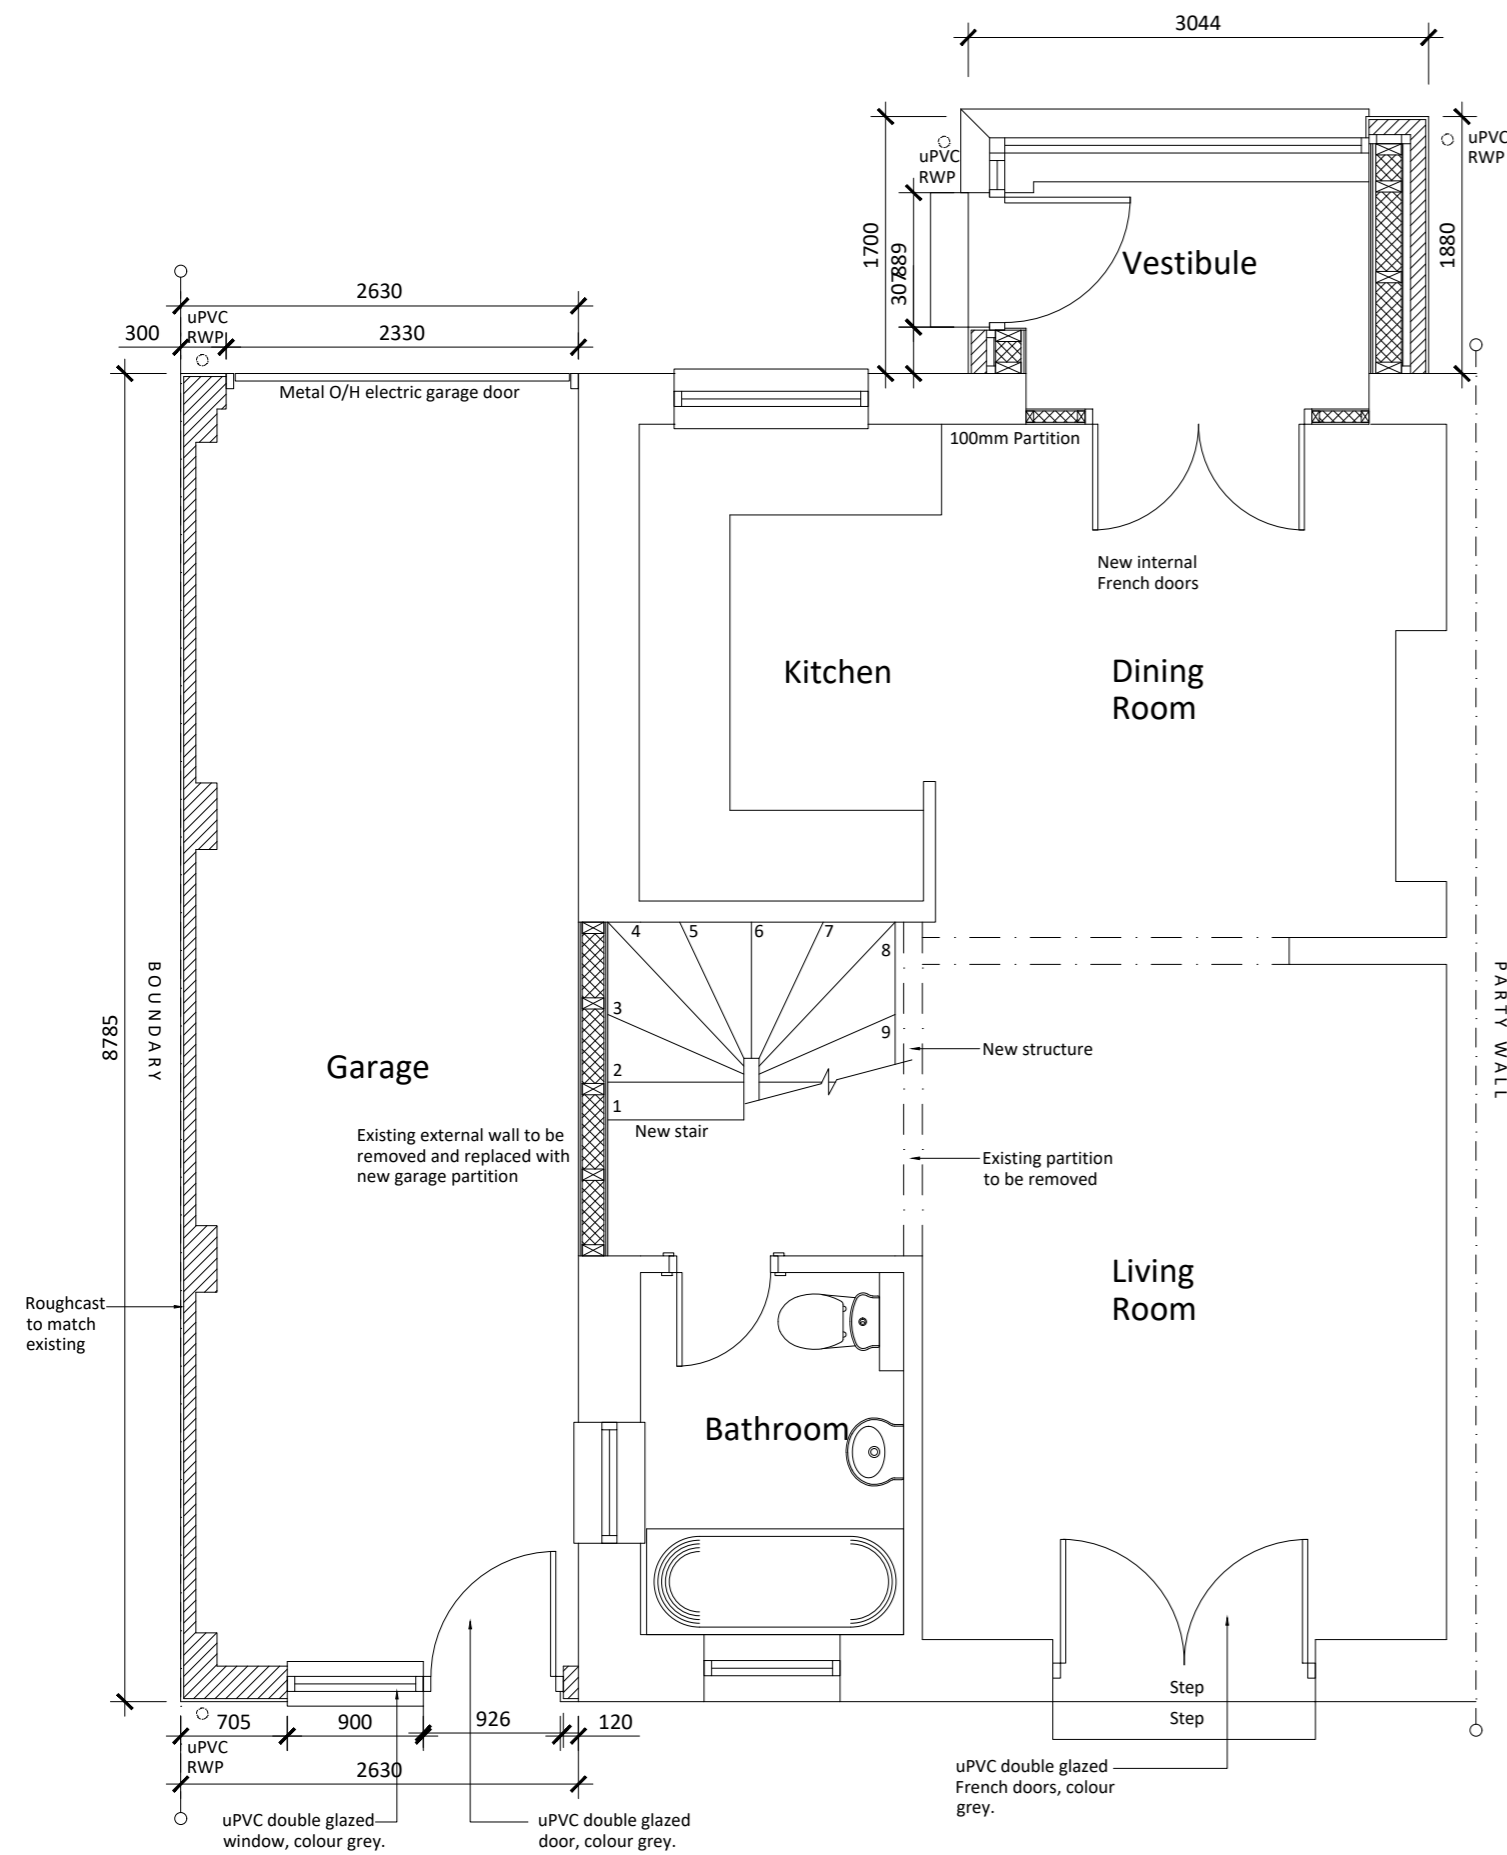 3044
uPVC
RWP
uPVC
RWP
1700
889
307
1880
Vestibule
2630
300
uPVC
RWP
2330
Metal O/H electric garage door
100mm Partition
New internal
French doors
Kitchen
Dining
Room
4
5
6
7
8
3
9
2
1
New stair
New structure
BOUNDARY
8785
PARTY WALL
Garage
Existing external wall to be
removed and replaced with
new garage partition
Existing partition
to be removed
Roughcast
to match
existing
Living
Room
Bathroom
Step
Step
705
900
926
120
uPVC
RWP
2630
uPVC double glazed
window, colour grey.
uPVC double glazed
door, colour grey.
uPVC double glazed
French doors, colour
grey.